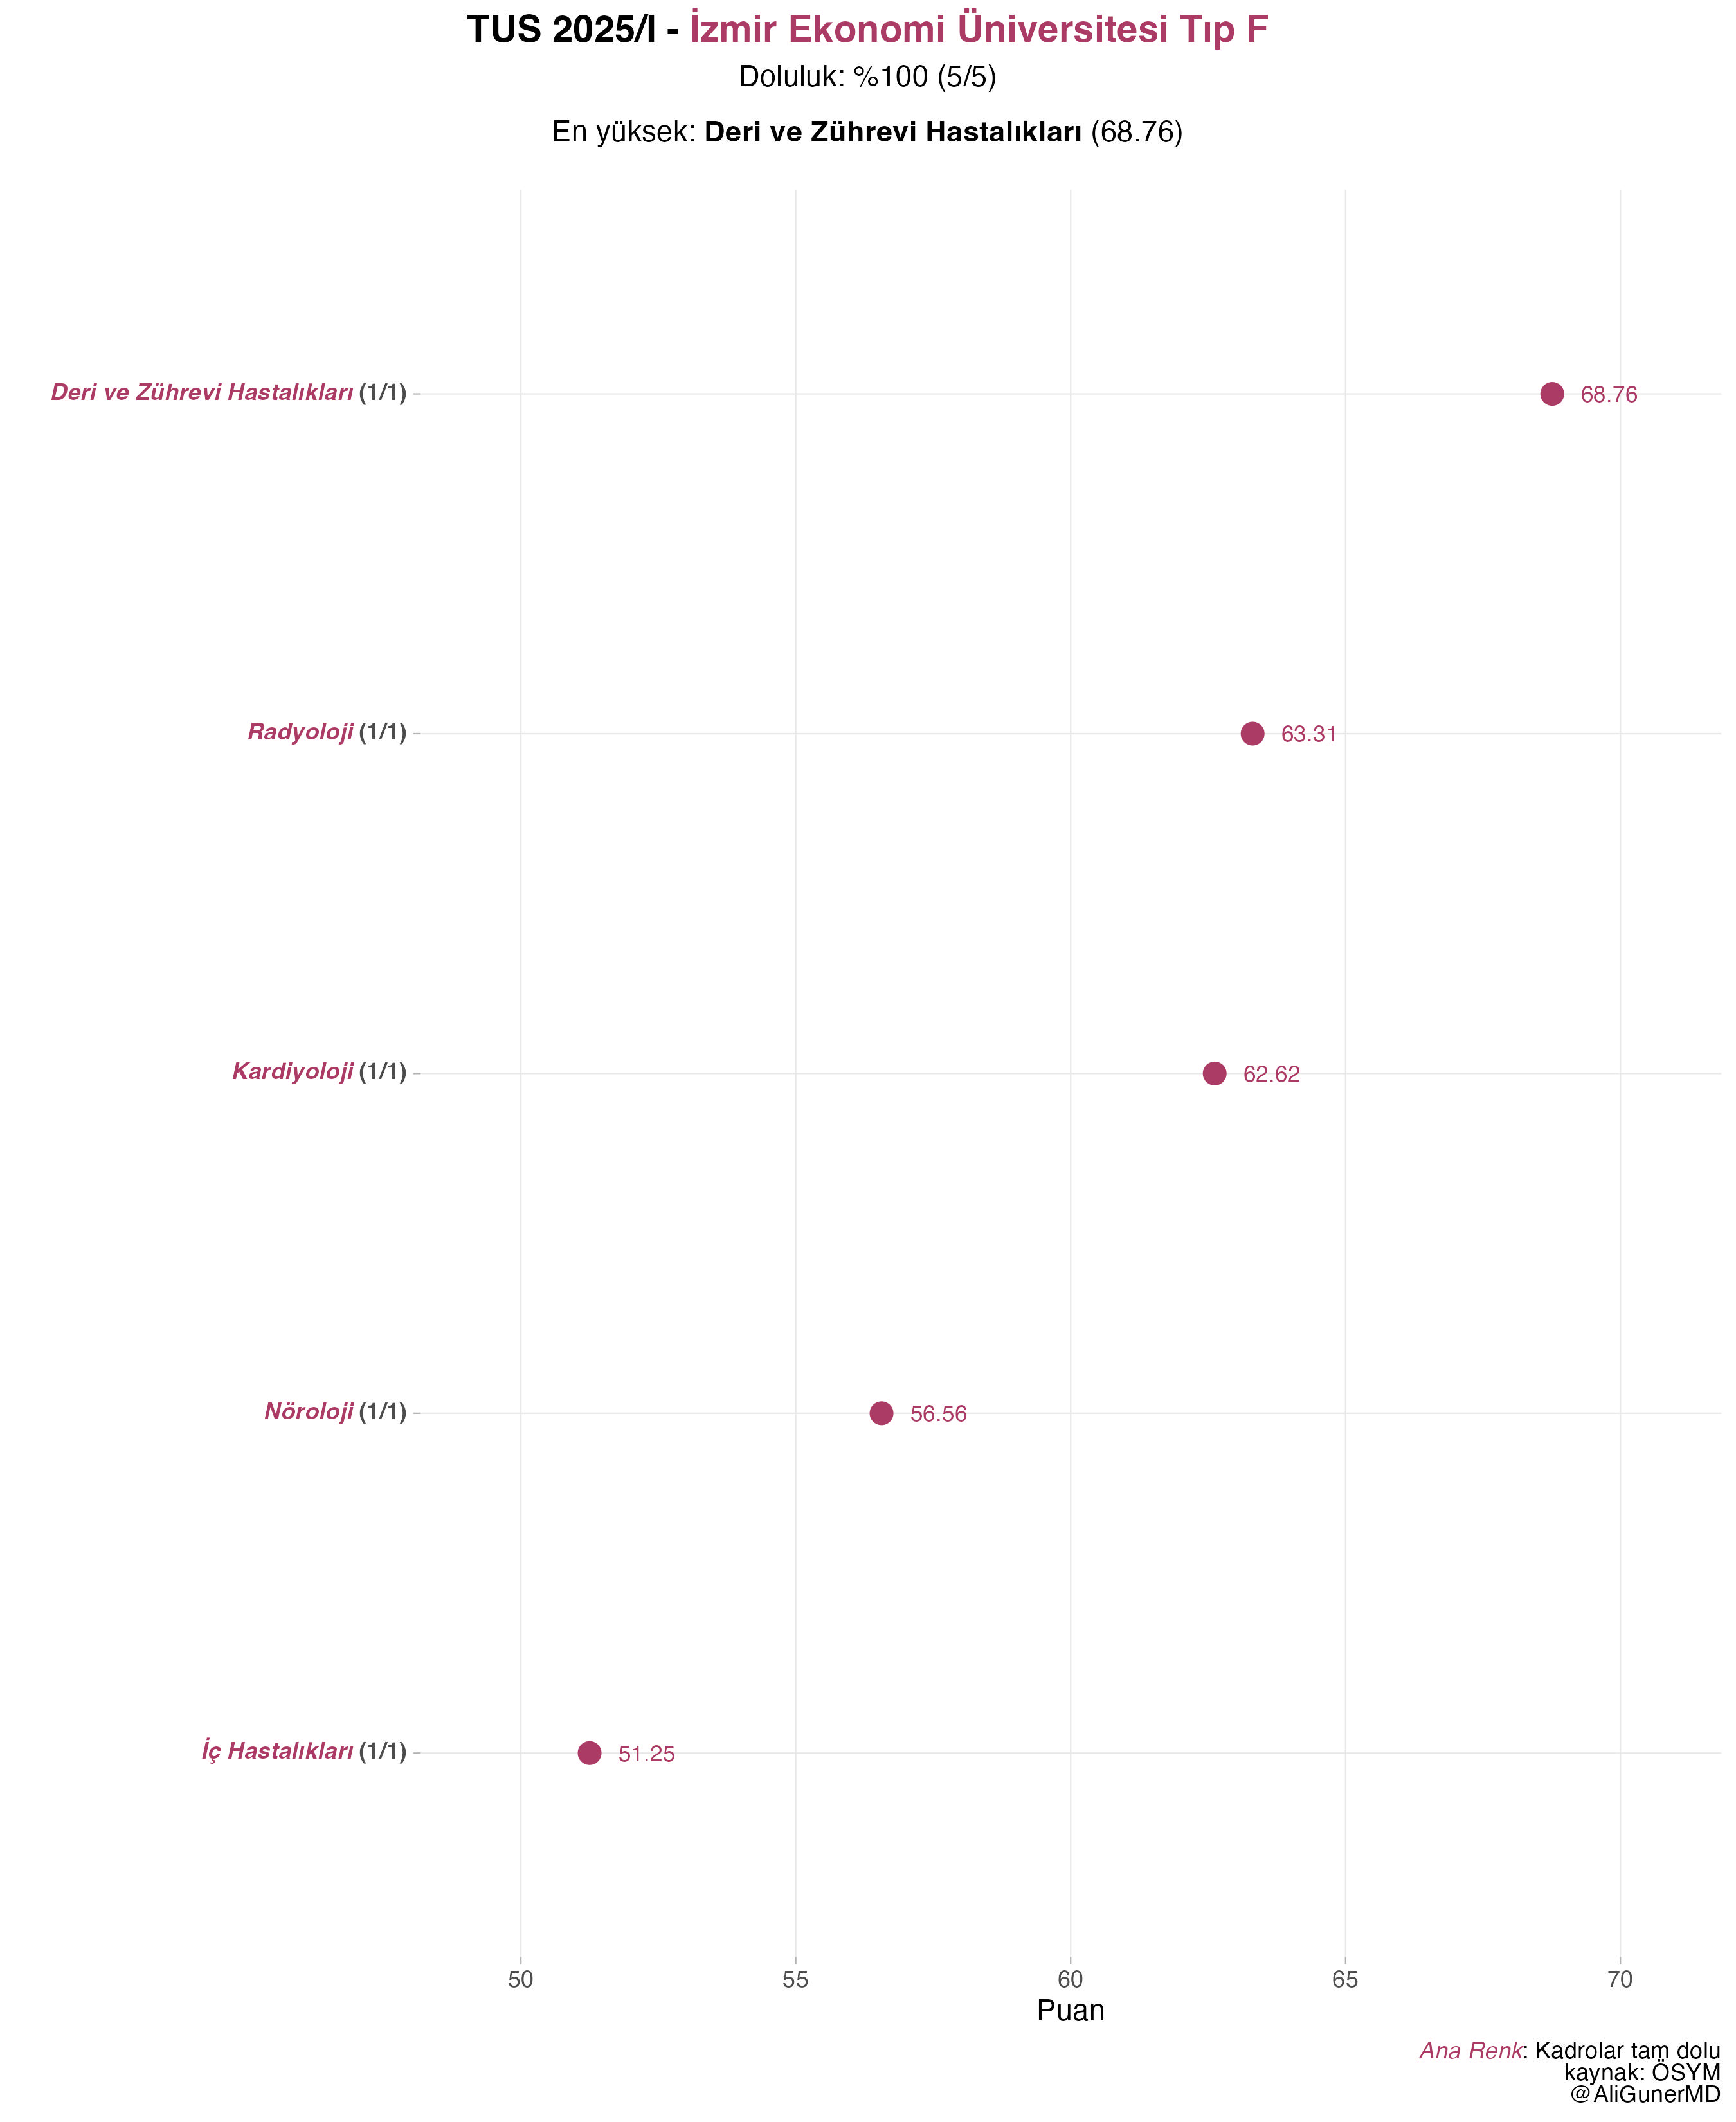 TUS 2025/I - İzmir Ekonomi Üniversitesi Tıp F
Doluluk: %100 (5/5)
En yüksek: Deri ve Zührevi Hastalıkları (68.76)
Deri ve Zührevi Hastalıkları (1/1) 68.76
Radyoloji (1/1) 63.31
Kardiyoloji (1/1) 62.62
Nöroloji (1/1) 56.56
İç Hastalıkları (1/1) 51.25
50 55 60 65 70
Puan
Ana Renk: Kadrolar tam dolu
kaynak: ÖSYM
@AliGunerMD